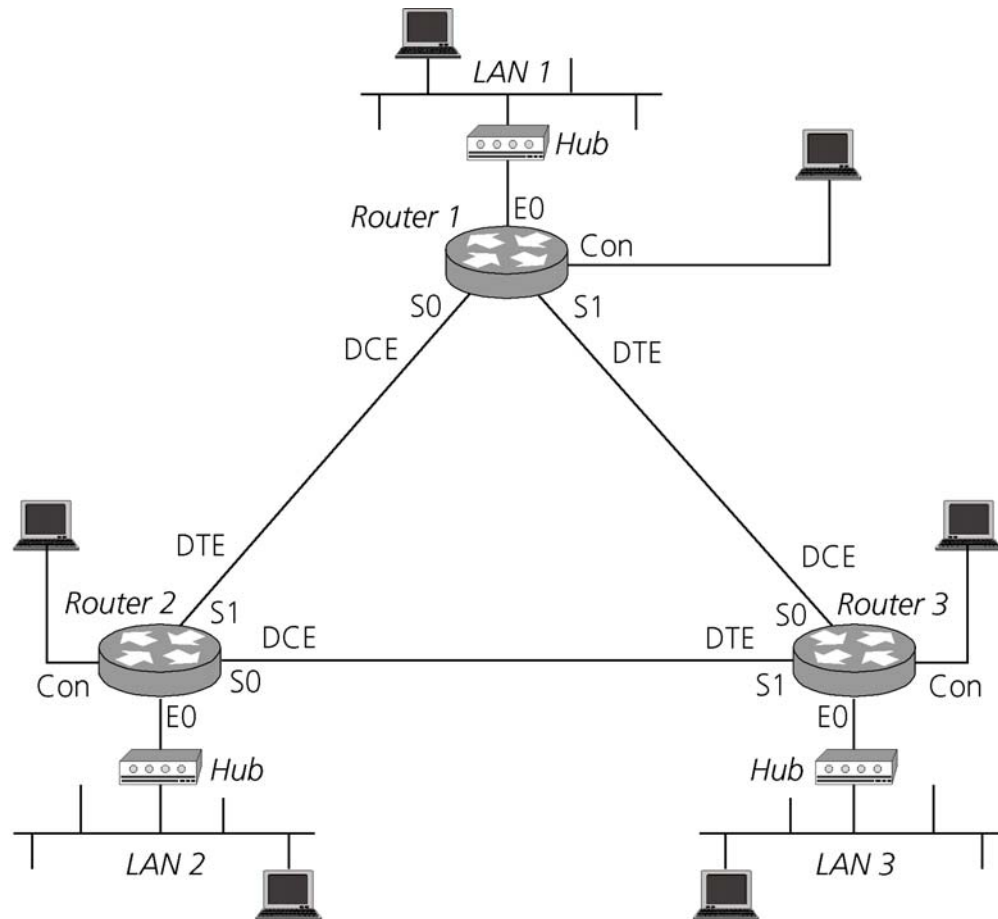 LAN 1
Hub
Router 1
E0
Con
S0
S1
DCE
DTE
DTE
DCE
Router 2
S1
S0
Router 3
DCE
DTE
Con
S0
S1
Con
E0
E0
Hub
Hub
LAN 2
LAN 3